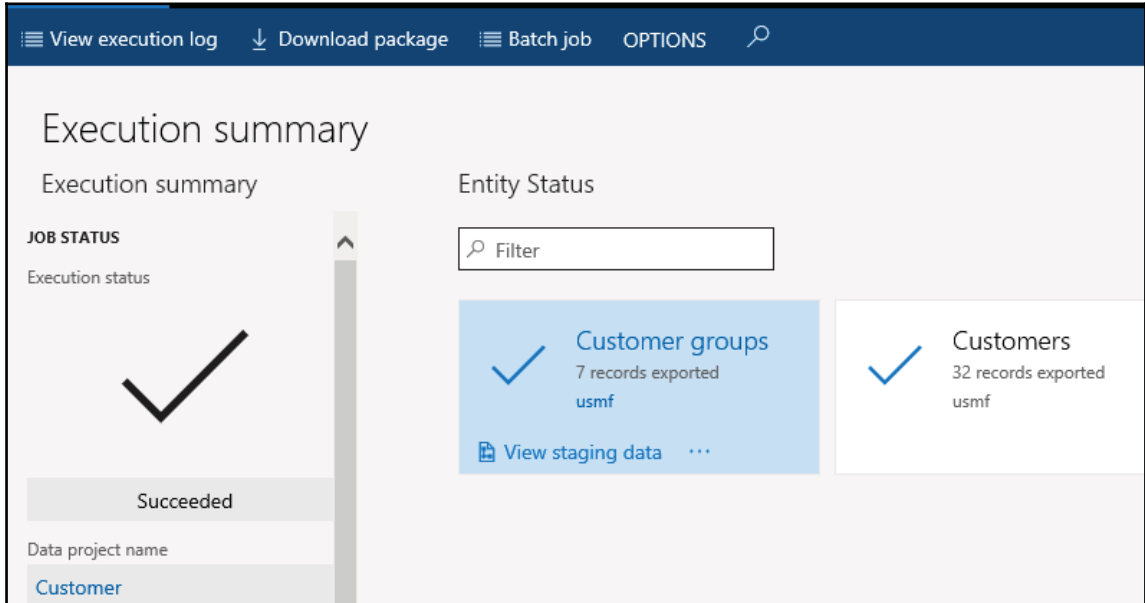 View execution log Download package Batch job OPTIONS
Execution summary
Execution summary
JOB STATUS
Execution status
Succeeded
Data project name
Customer
Entity Status
Filter
Customer groups
7 records exported
usmf
View staging data ...
Customers
32 records exported
usmf